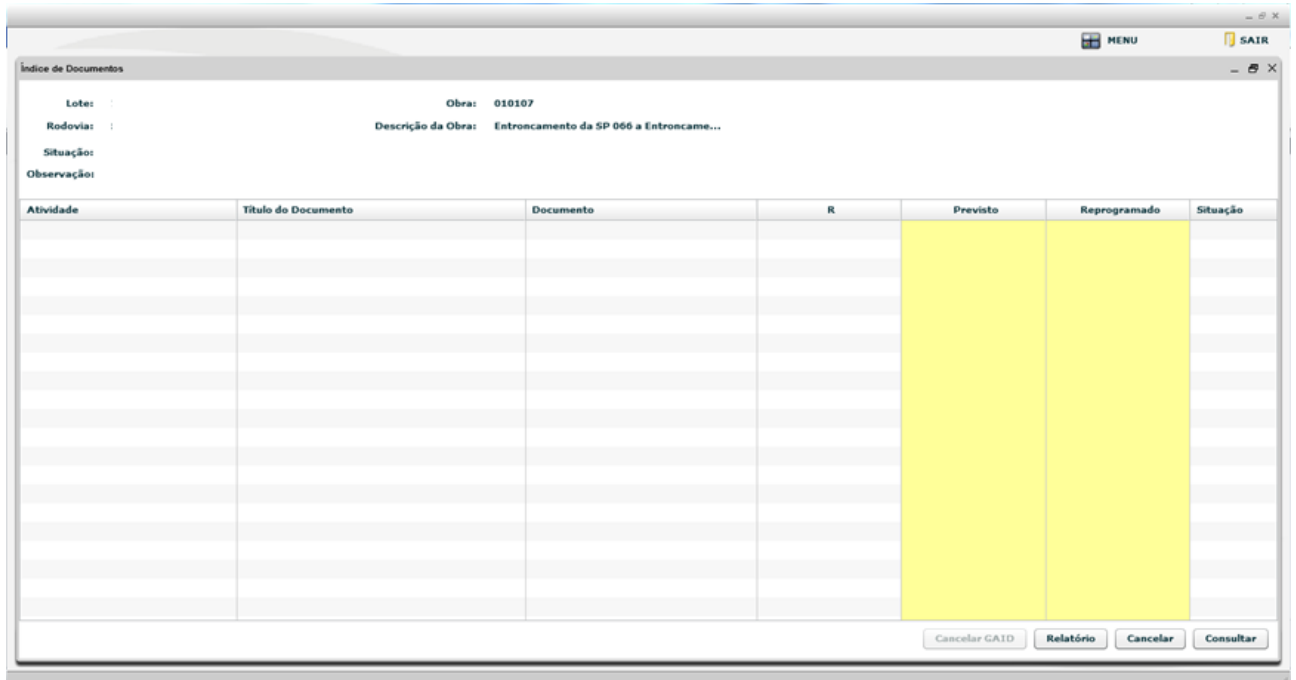 MENU SAIR
Índice de Documentos
Lote: Obra: 010107
Rodovia: Descrição da Obra: Entroncamento da SP 066 a Entroncame...
Situação:
Observação:
Atividade Título do Documento Documento R Previsto Reprogramado Situação
Cancelar GAID Relatório Cancelar Consultar